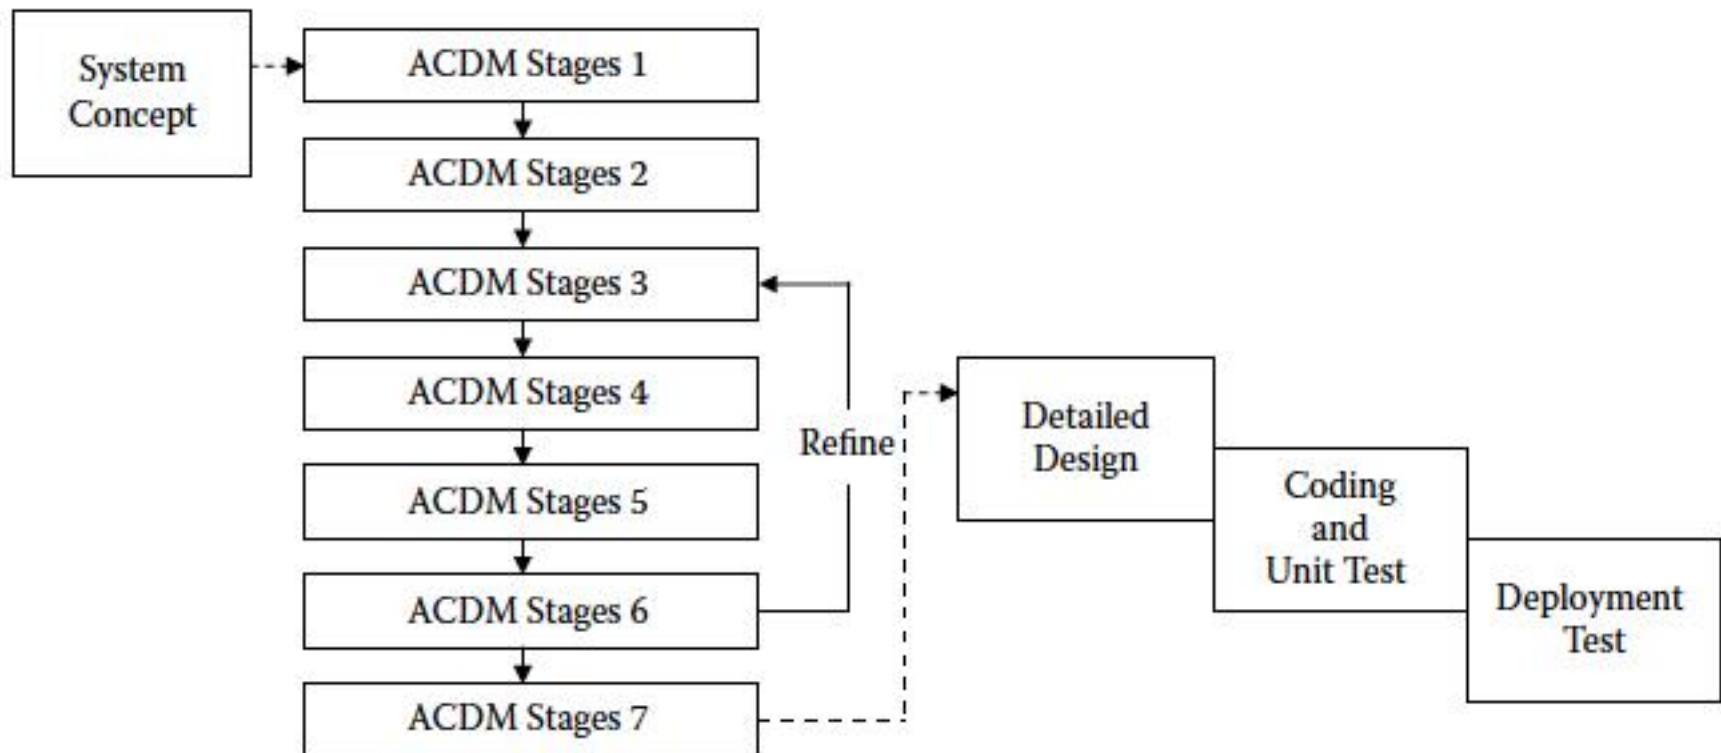 System
Concept
ACDM Stages 1
ACDM Stages 2
ACDM Stages 3
ACDM Stages 4
ACDM Stages 5
ACDM Stages 6
ACDM Stages 7
Refine
Detailed
Design
Coding
and
Unit Test
Deployment
Test